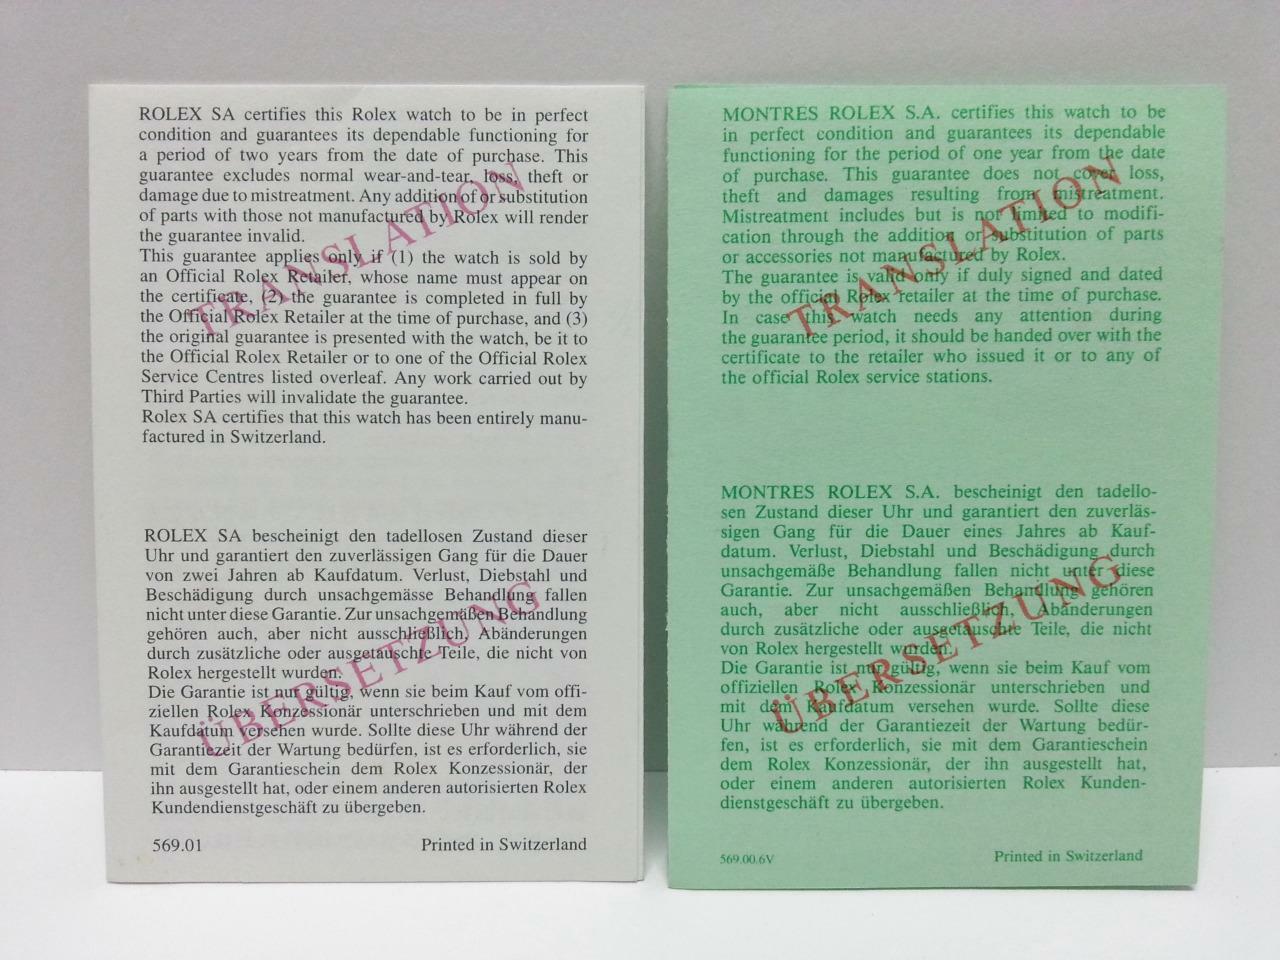 ROLEX SA certifies this Rolex watch to be in perfect
condition and guarantees its dependable functioning for
a period of two years from the date of purchase. This
guarantee excludes normal wear-and-tear, loss, theft or
damage due to mistreatment. Any addition of or substitution
of parts with those not manufactured by Rolex will render
the guarantee invalid.
This guarantee applies only if (1) the watch is sold by
an Official Rolex Retailer, whose name must appear on
the certificate, (2) the guarantee is completed in full by
the Official Rolex Retailer at the time of purchase, and (3)
the original guarantee is presented with the watch, be it to
the Official Rolex Retailer or to one of the Official Rolex
Service Centres listed overleaf. Any work carried out by
Third Parties will invalidate the guarantee.
Rolex SA certifies that this watch has been entirely manu-
factured in Switzerland.
TRANSLATION
ROLEX SA bescheinigt den tadellosen Zustand dieser
Uhr und garantiert den zuverlässigen Gang für die Dauer
von zwei Jahren ab Kaufdatum. Verlust, Diebstahl und
Beschädigung durch unsachgemässe Behandlung fallen
nicht unter diese Garantie. Zur unsachgemäßen Behandlung
gehören auch, aber nicht ausschließlich, Abänderungen
durch zusätzliche oder ausgetauschte Teile, die nicht von
Rolex hergestellt wurden.
Die Garantie ist nur gültig, wenn sie beim Kauf vom offi-
ziellen Rolex Konzessionär unterschrieben und mit dem
Kaufdatum versehen wurde. Sollte diese Uhr während der
Garantiezeit der Wartung bedürfen, ist es erforderlich, sie
mit dem Garantieschein dem Rolex Konzessionär, der
ihn ausgestellt hat, oder einem anderen autorisierten Rolex
Kundendienstgeschäft zu übergeben.
ÜBERSETZUNG
569.01 Printed in Switzerland
MONTRES ROLEX S.A. certifies this watch to be
in perfect condition and guarantees its dependable
functioning for the period of one year from the date
of purchase. This guarantee does not cover loss,
theft and damages resulting from mistreatment.
Mistreatment includes but is not limited to modifi-
cation through the addition or substitution of parts
or accessories not manufactured by Rolex.
The guarantee is valid only if duly signed and dated
by the official Rolex retailer at the time of purchase.
In case this watch needs any attention during
the guarantee period, it should be handed over with the
certificate to the retailer who issued it or to any of
the official Rolex service stations.
TRANSLATION
MONTRES ROLEX S.A. bescheinigt den tadello-
sen Zustand dieser Uhr und garantiert den zuverläs-
sigen Gang für die Dauer eines Jahres ab Kauf-
datum. Verlust, Diebstahl und Beschädigung durch
unsachgemäße Behandlung fallen nicht unter diese
Garantie. Zur unsachgemäßen Behandlung gehören
auch, aber nicht ausschließlich, Abänderungen
durch zusätzliche oder ausgetauschte Teile, die nicht
von Rolex hergestellt wurden.
Die Garantie ist nur gültig, wenn sie beim Kauf vom
offiziellen Rolex Konzessionär unterschrieben und
mit dem Kaufdatum versehen wurde. Sollte diese
Uhr während der Garantiezeit der Wartung bedür-
fen, ist es erforderlich, sie mit dem Garantieschein
dem Rolex Konzessionär, der ihn ausgestellt hat,
oder einem anderen autorisierten Rolex Kunden-
dienstgeschäft zu übergeben.
ÜBERSETZUNG
569.00.6V Printed in Switzerland